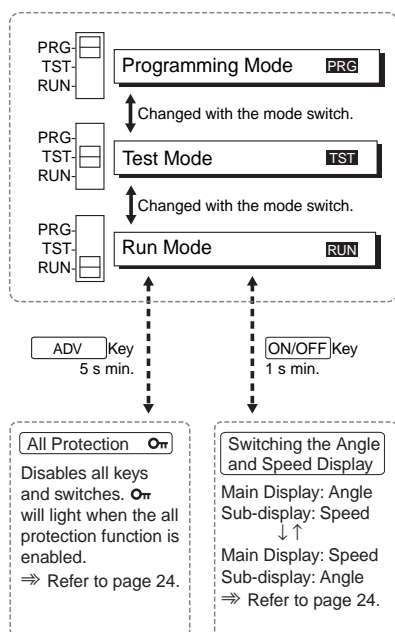 PRG
TST
RUN
Programming Mode PRG
Changed with the mode switch.
PRG
TST
RUN
Test Mode TST
Changed with the mode switch.
PRG
TST
RUN
Run Mode RUN
ADV Key
5 s min.
ON/OFF Key
1 s min.
All Protection
Disables all keys
and switches.
will light when the all
protection function is
enabled.
⇒ Refer to page 24.
Switching the Angle
and Speed Display
Main Display: Angle
Sub-display: Speed
↓↑
Main Display: Speed
Sub-display: Angle
⇒ Refer to page 24.